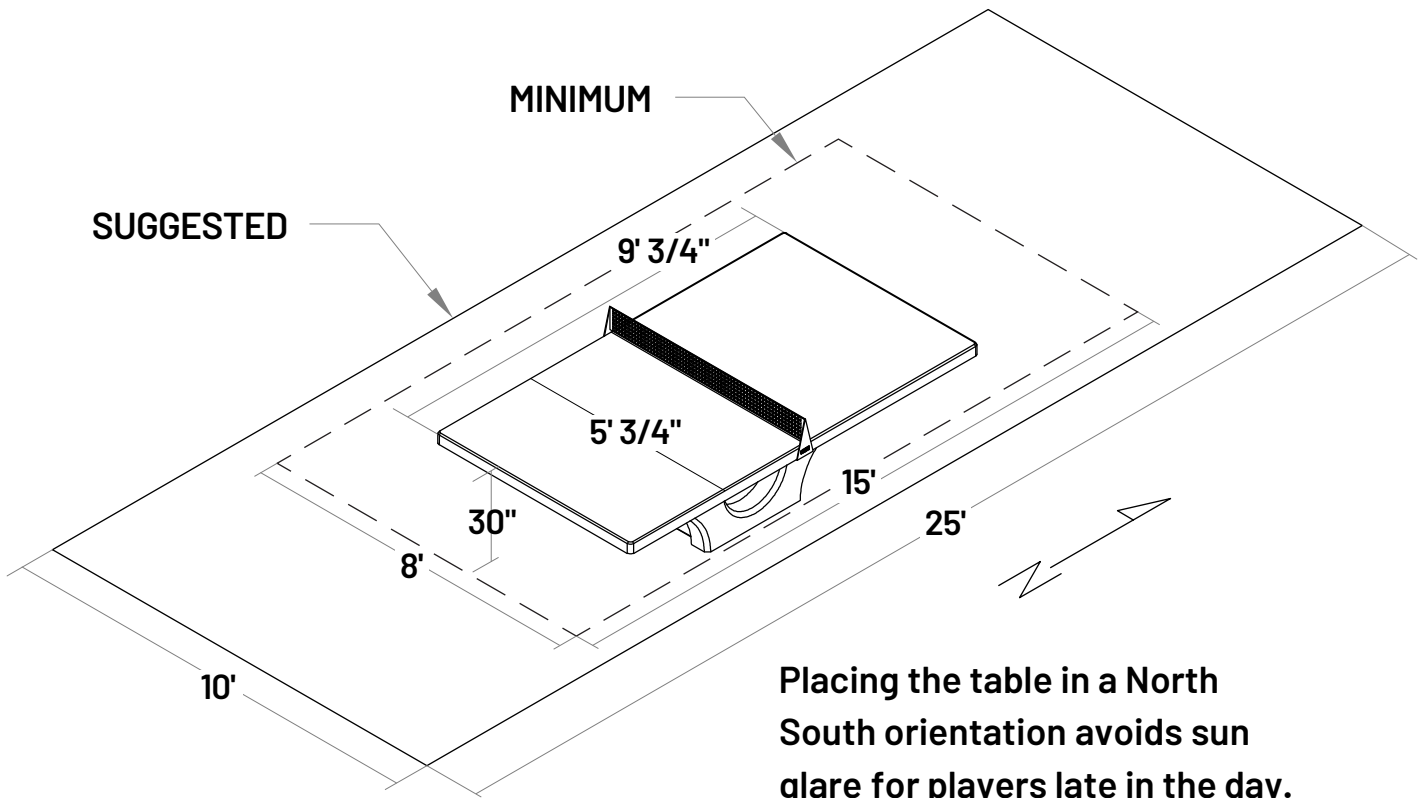 MINIMUM
SUGGESTED
9' 3/4"
5' 3/4"
15'
30"
25'
8'
N
10'
Placing the table in a North
South orientation avoids sun
glare for players late in the day.